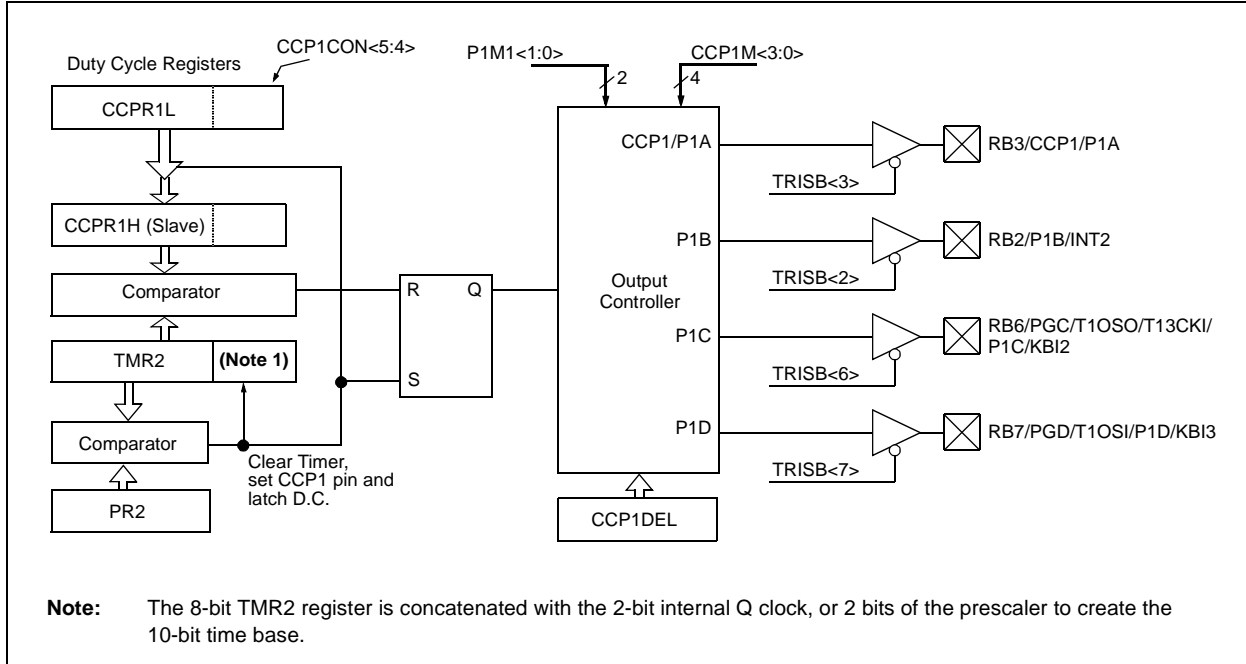 CCP1CON<5:4>
Duty Cycle Registers
CCPR1L
CCPR1H (Slave)
Comparator
TMR2
(Note 1)
Comparator
PR2
Clear Timer,
set CCP1 pin and
latch D.C.
R
Q
S
P1M1<1:0>
2
CCP1M<3:0>
4
Output
Controller
CCP1/P1A
P1B
P1C
P1D
CCP1DEL
TRISB<3>
RB3/CCP1/P1A
TRISB<2>
RB2/P1B/INT2
TRISB<6>
RB6/PGC/T1OSO/T13CKI/
P1C/KBI2
TRISB<7>
RB7/PGD/T1OSI/P1D/KBI3
Note: The 8-bit TMR2 register is concatenated with the 2-bit internal Q clock, or 2 bits of the prescaler to create the
10-bit time base.